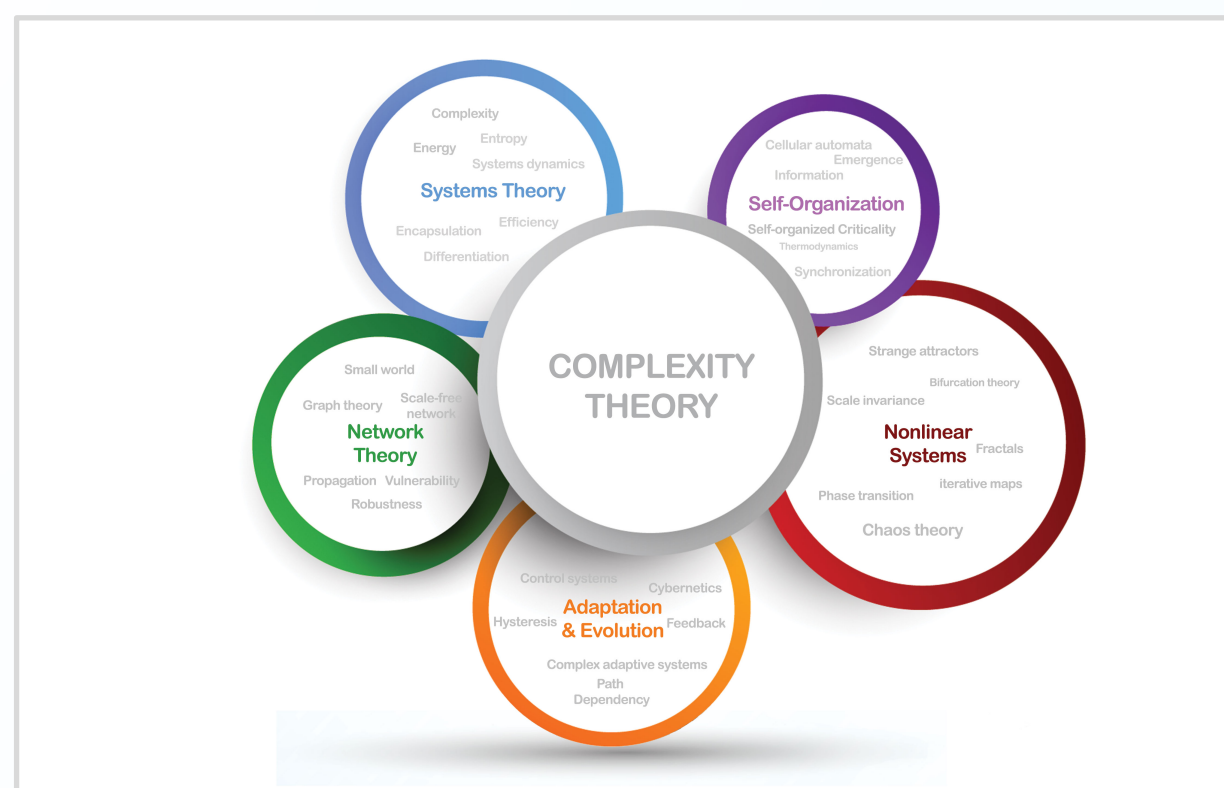 Complexity
Entropy
Energy
Systems dynamics
Systems Theory
Efficiency
Encapsulation
Differentiation
Cellular automata
Emergence
Information
Self-Organization
Self-organized Criticality
Thermodynamics
Synchronization
COMPLEXITY
THEORY
Small world
Graph theory
Scale-free
network
Network
Theory
Propagation Vulnerability
Robustness
Strange attractors
Bifurcation theory
Scale invariance
Nonlinear
Systems
Fractals
iterative maps
Phase transition
Chaos theory
Control systems
Cybernetics
Adaptation
& Evolution
Hysteresis
Feedback
Complex adaptive systems
Path
Dependency